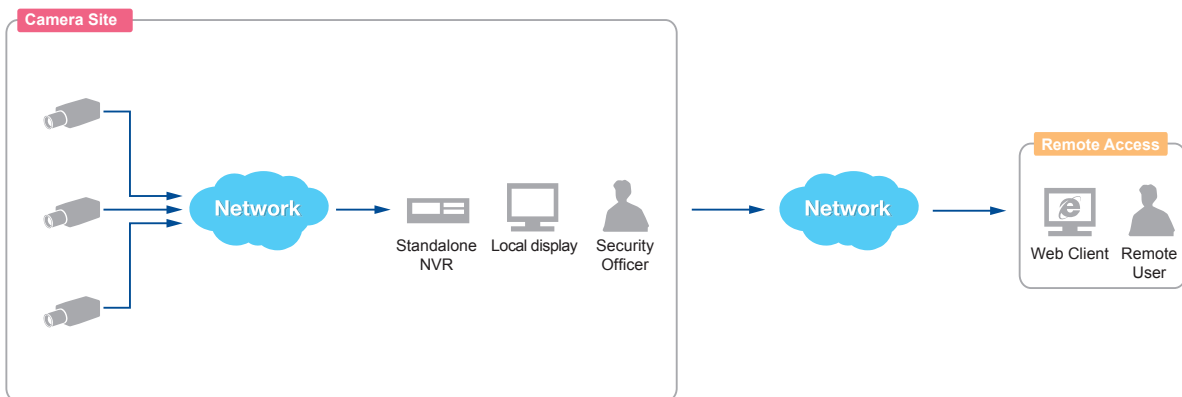 Camera Site
Network
Standalone
NVR
Local display
Security
Officer
Network
Remote Access
Web Client
Remote
User